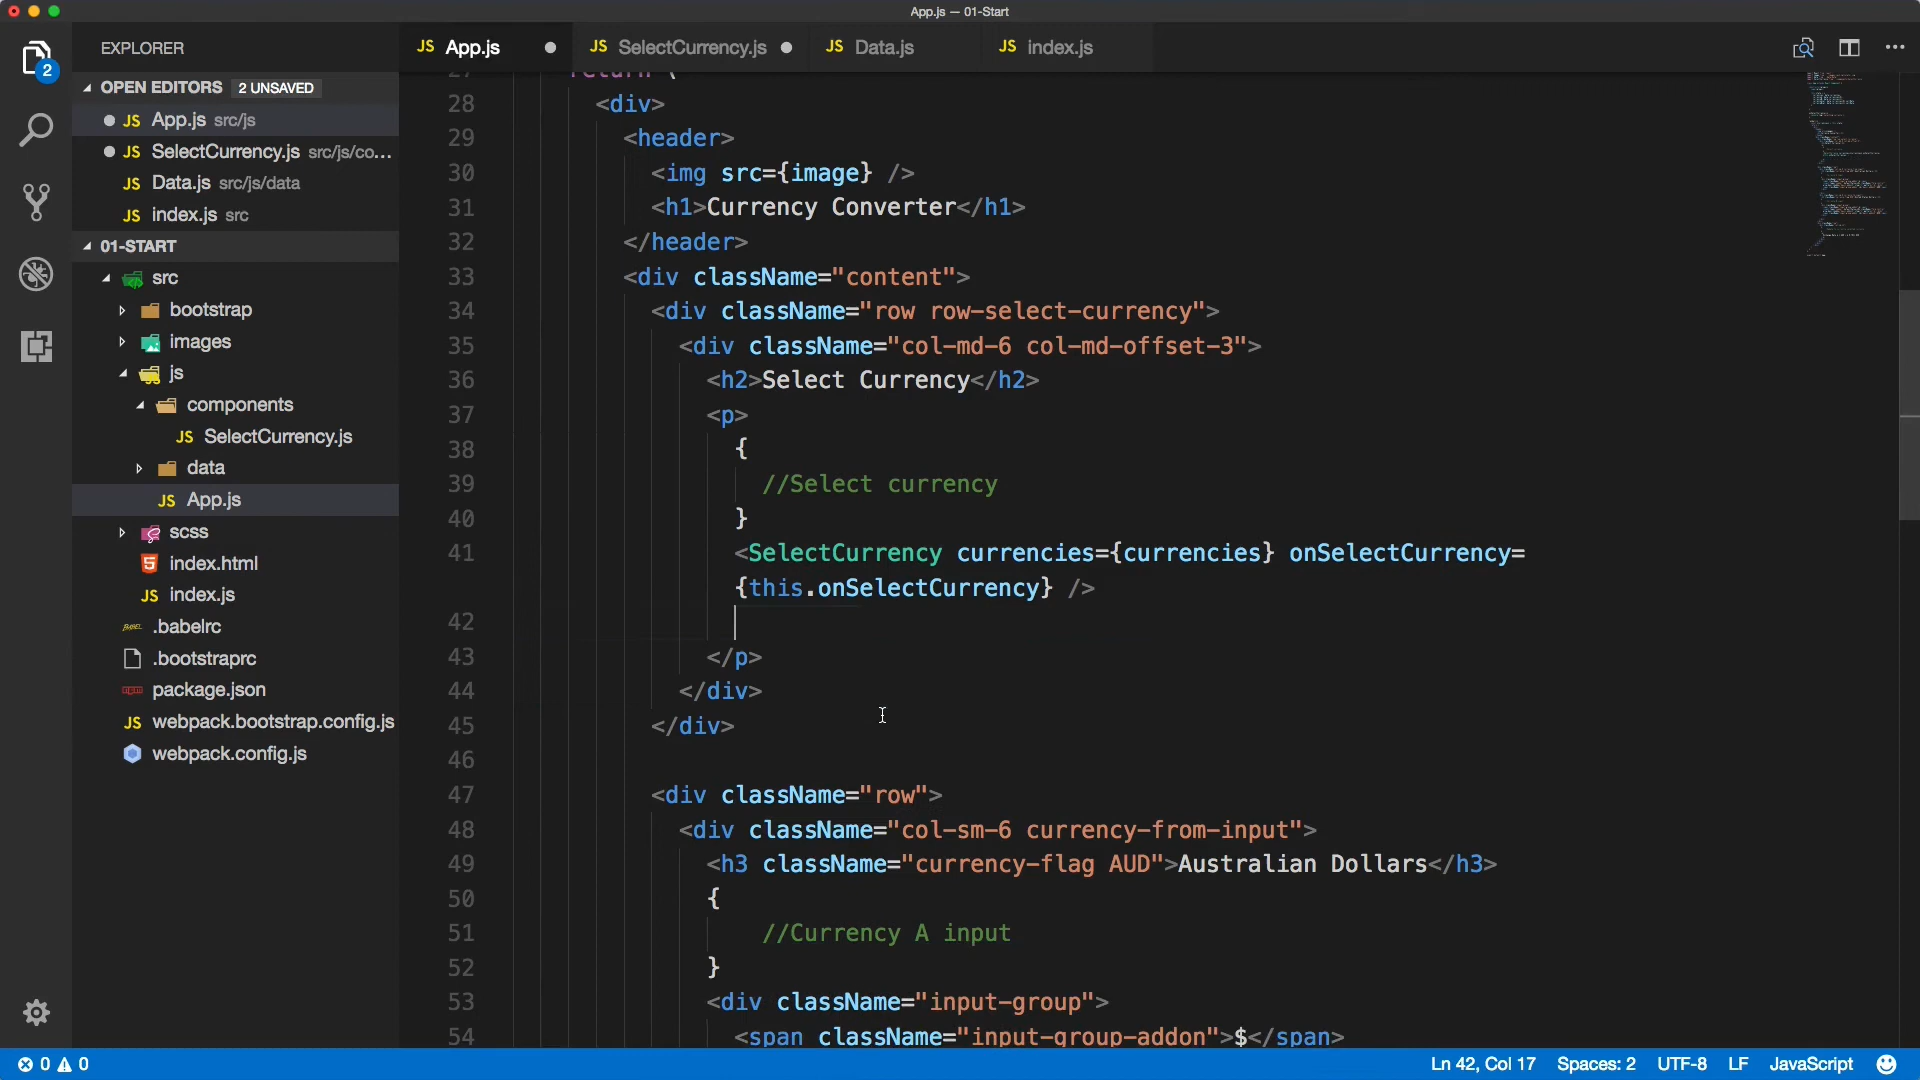 App.js — 01-Start
EXPLORER
OPEN EDITORS 2 UNSAVED
JS App.js src/js
JS SelectCurrency.js src/js/co...
JS Data.js src/js/data
JS index.js src
01-START
src
bootstrap
images
js
components
JS SelectCurrency.js
data
JS App.js
scss
5 index.html
JS index.js
.babelrc
.bootstraprc
package.json
JS webpack.bootstrap.config.js
webpack.config.js
2
JS App.js
JS SelectCurrency.js
JS Data.js
JS index.js
27 return (
28 <div>
29 <header>
30 <img src={image} />
31 <h1>Currency Converter</h1>
32 </header>
33 <div className="content">
34 <div className="row row-select-currency">
35 <div className="col-md-6 col-md-offset-3">
36 <h2>Select Currency</h2>
37 <p>
38 {
39 //Select currency
40 }
41 <SelectCurrency currencies={currencies} onSelectCurrency=
{this.onSelectCurrency} />
42
43 </p>
44 </div>
45 </div>
46
47 <div className="row">
48 <div className="col-sm-6 currency-from-input">
49 <h3 className="currency-flag AUD">Australian Dollars</h3>
50 {
51 //Currency A input
52 }
53 <div className="input-group">
54 <span className="input-group-addon">$</span>
0 0
Ln 42, Col 17 Spaces: 2 UTF-8 LF JavaScript